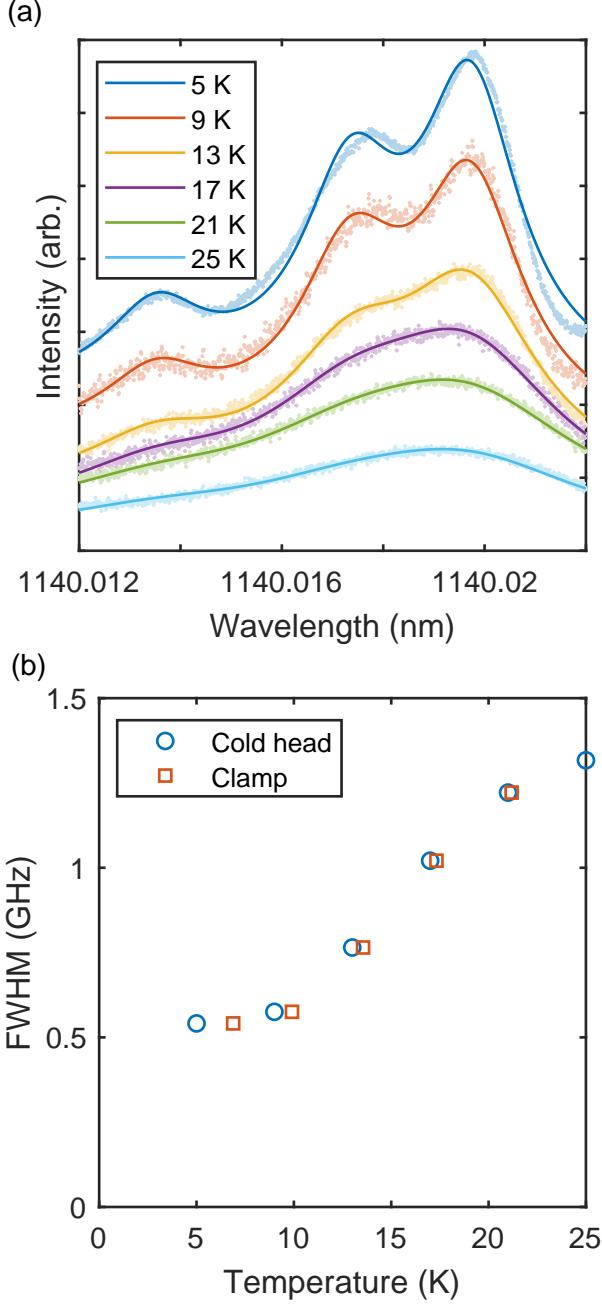 (a)
5 K
9 K
13 K
17 K
21 K
25 K
Intensity (arb.)
1140.012
1140.016
1140.02
Wavelength (nm)
(b)
1.5
Cold head
Clamp
1
FWHM (GHz)
0.5
0
0
5
10
15
20
25
Temperature (K)